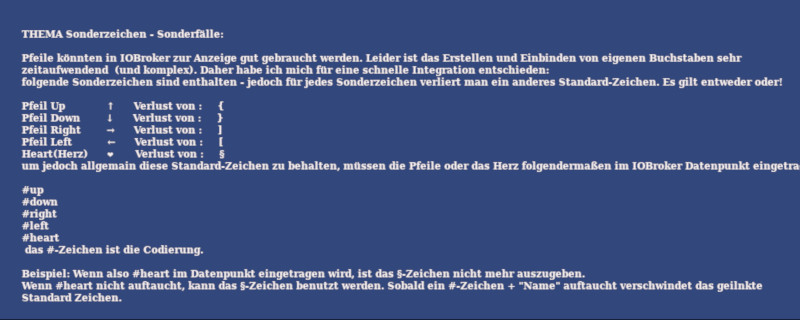 THEMA Sonderzeichen - Sonderfälle:
Pfeile könnten in IOBroker zur Anzeige gut gebraucht werden. Leider ist das Erstellen und Einbinden von eigenen Buchstaben sehr
zeitaufwendend (und komplex). Daher habe ich mich für eine schnelle Integration entschieden:
folgende Sonderzeichen sind enthalten - jedoch für jedes Sonderzeichen verliert man ein anderes Standard-Zeichen. Es gilt entweder oder!
Pfeil Up ↑ Verlust von : {
Pfeil Down ↓ Verlust von : }
Pfeil Right → Verlust von : ]
Pfeil Left ← Verlust von : [
Heart(Herz) ❤ Verlust von : §
um jedoch allgemain diese Standard-Zeichen zu behalten, müssen die Pfeile oder das Herz folgendermaßen im IOBroker Datenpunkt eingetra
#up
#down
#right
#left
#heart
das #-Zeichen ist die Codierung.
Beispiel: Wenn also #heart im Datenpunkt eingetragen wird, ist das §-Zeichen nicht mehr auszugeben.
Wenn #heart nicht auftaucht, kann das §-Zeichen benutzt werden. Sobald ein #-Zeichen + "Name" auftaucht verschwindet das geilnkte
Standard Zeichen.